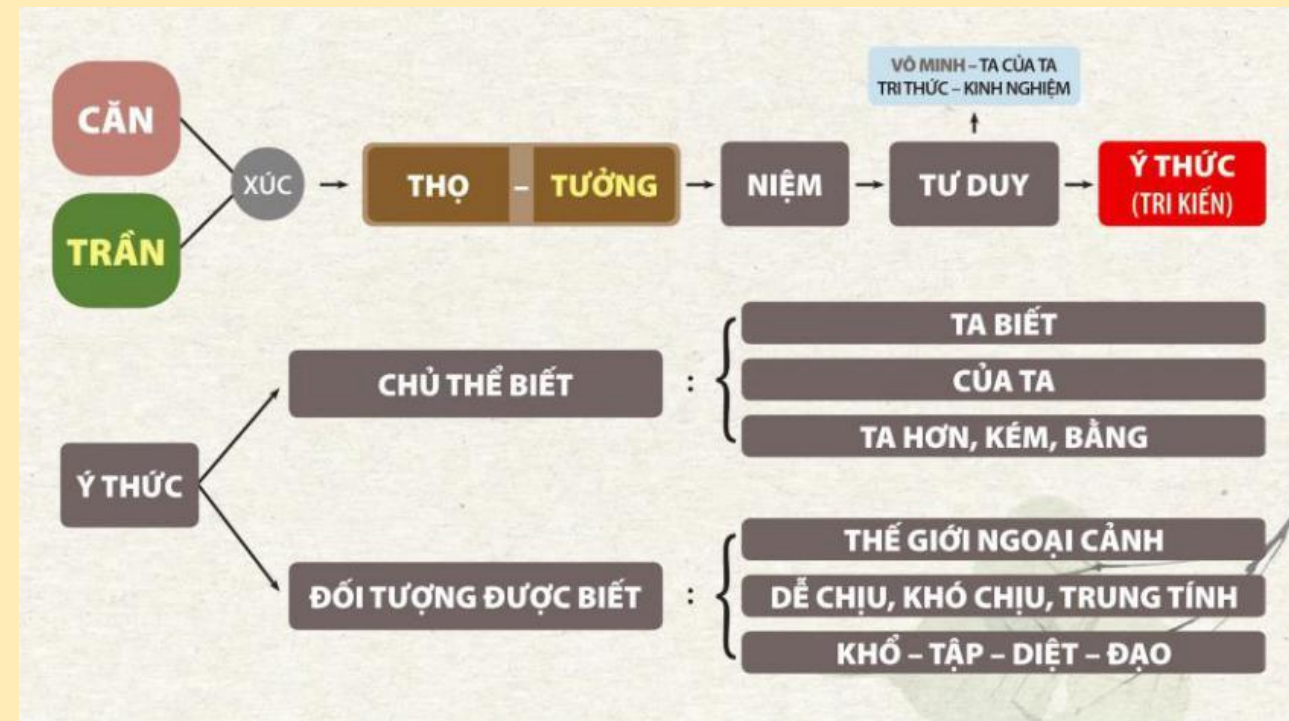 CĂN
TRẦN
XÚC
THỌ – TƯỞNG
NIỆM
VÔ MINH – TA CỦA TA
TRI THỨC – KINH NGHIỆM
TƯ DUY
Ý THỨC
(TRI KIẾN)
Ý THỨC
CHỦ THỂ BIẾT :
TA BIẾT
CỦA TA
TA HƠN, KÉM, BẰNG
ĐỐI TƯỢNG ĐƯỢC BIẾT :
THẾ GIỚI NGOẠI CẢNH
DỄ CHỊU, KHÓ CHỊU, TRUNG TÍNH
KHỔ – TẬP – DIỆT – ĐẠO